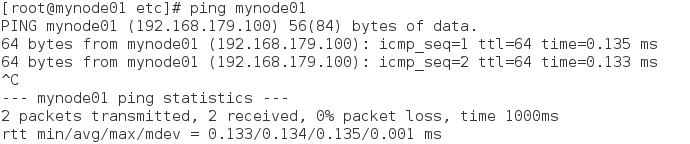 [root@mynode01 etc]# ping mynode01
PING mynode01 (192.168.179.100) 56(84) bytes of data.
64 bytes from mynode01 (192.168.179.100): icmp_seq=1 ttl=64 time=0.135 ms
64 bytes from mynode01 (192.168.179.100): icmp_seq=2 ttl=64 time=0.133 ms
^C
--- mynode01 ping statistics ---
2 packets transmitted, 2 received, 0% packet loss, time 1000ms
rtt min/avg/max/mdev = 0.133/0.134/0.135/0.001 ms